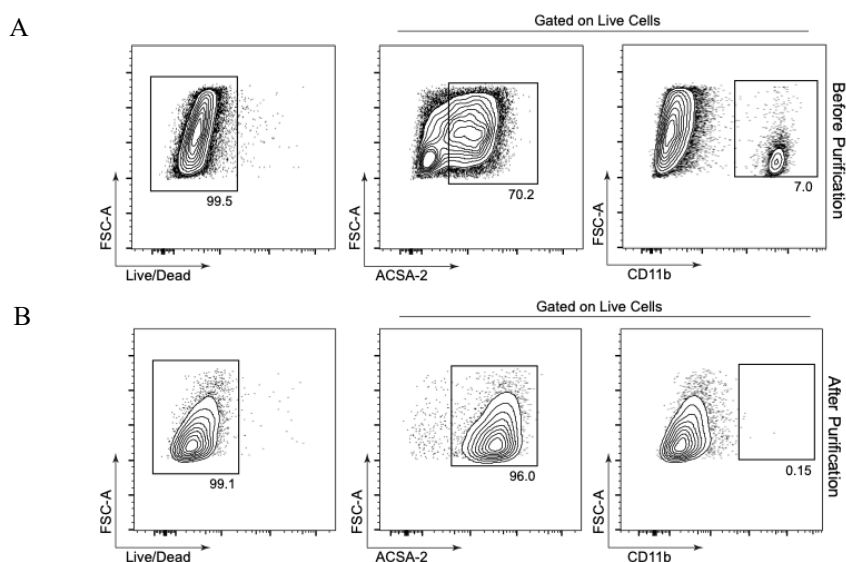 A
Gated on Live Cells
FSC-A
99.5
Live/Dead
FSC-A
70.2
ACSA-2
FSC-A
7.0
CD11b
Before Purification
B
Gated on Live Cells
FSC-A
99.1
Live/Dead
FSC-A
96.0
ACSA-2
FSC-A
0.15
CD11b
After Purification